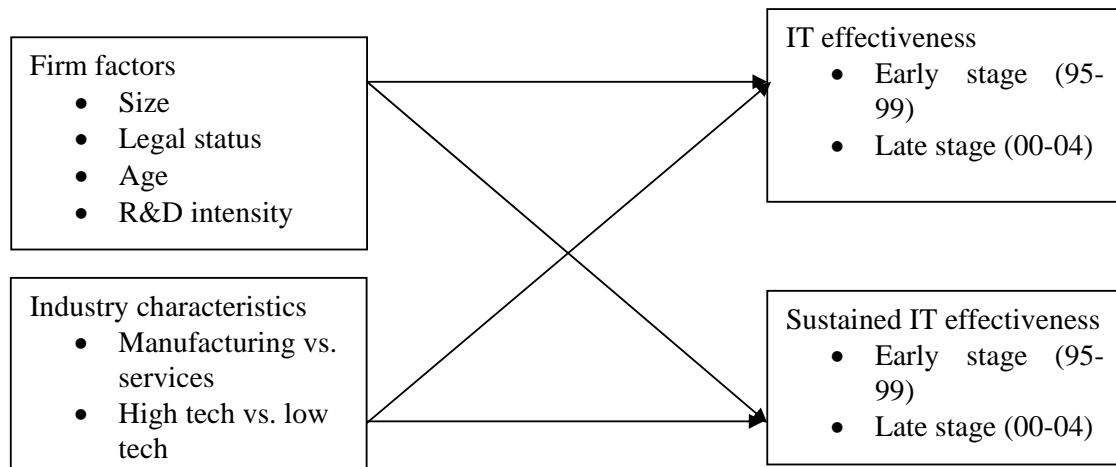 Firm factors
• Size
• Legal status
• Age
• R&D intensity
Industry characteristics
• Manufacturing vs.
services
• High tech vs. low
tech
IT effectiveness
• Early stage (95-
99)
• Late stage (00-04)
Sustained IT effectiveness
• Early stage (95-
99)
• Late stage (00-04)